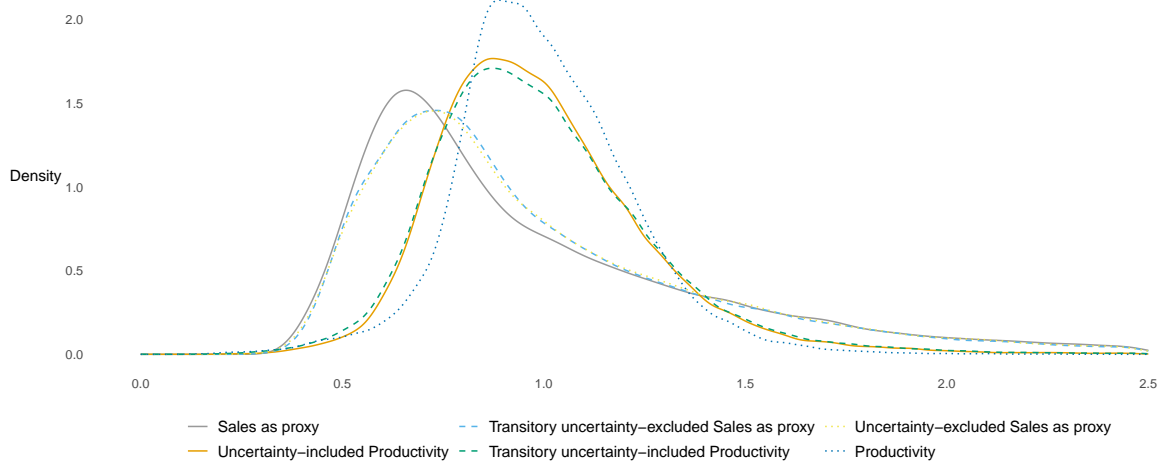 2.0
1.5
Density
1.0
0.5
0.0
0.0 0.5 1.0 1.5 2.0 2.5
Sales as proxy Transitory uncertainty−excluded Sales as proxy Uncertainty−excluded Sales as proxy
Uncertainty−included Productivity Transitory uncertainty−included Productivity Productivity